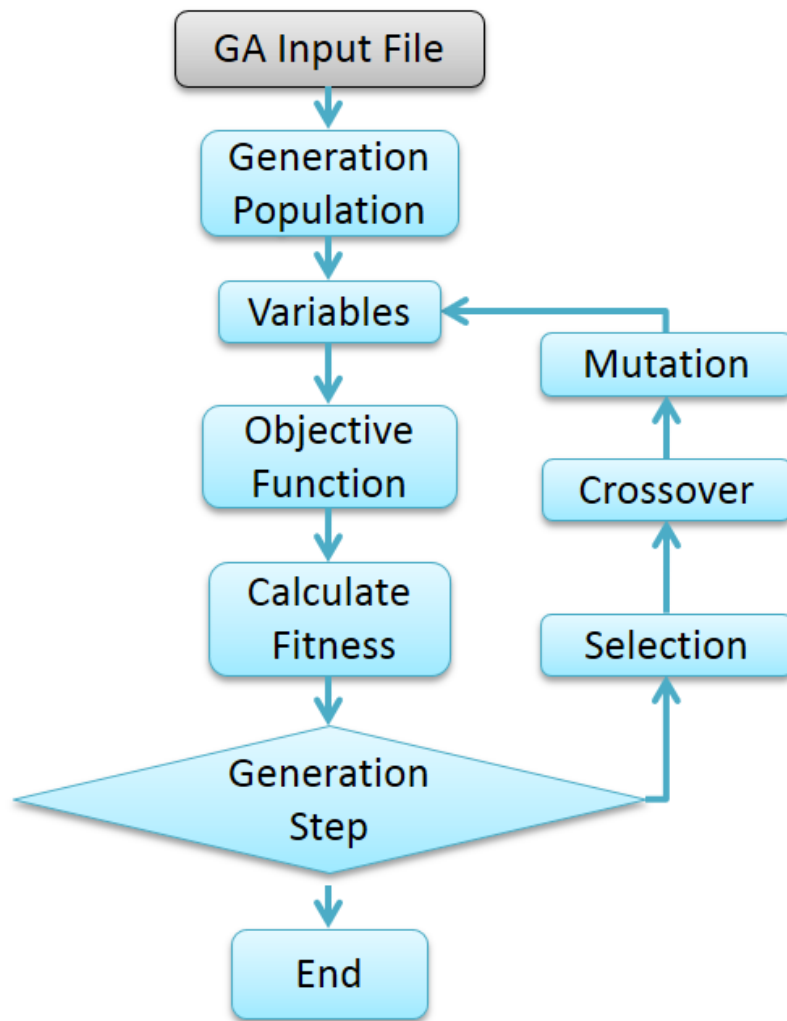 GA Input File
Generation
Population
Variables
Objective
Function
Calculate
Fitness
Generation
Step
End
Mutation
Crossover
Selection